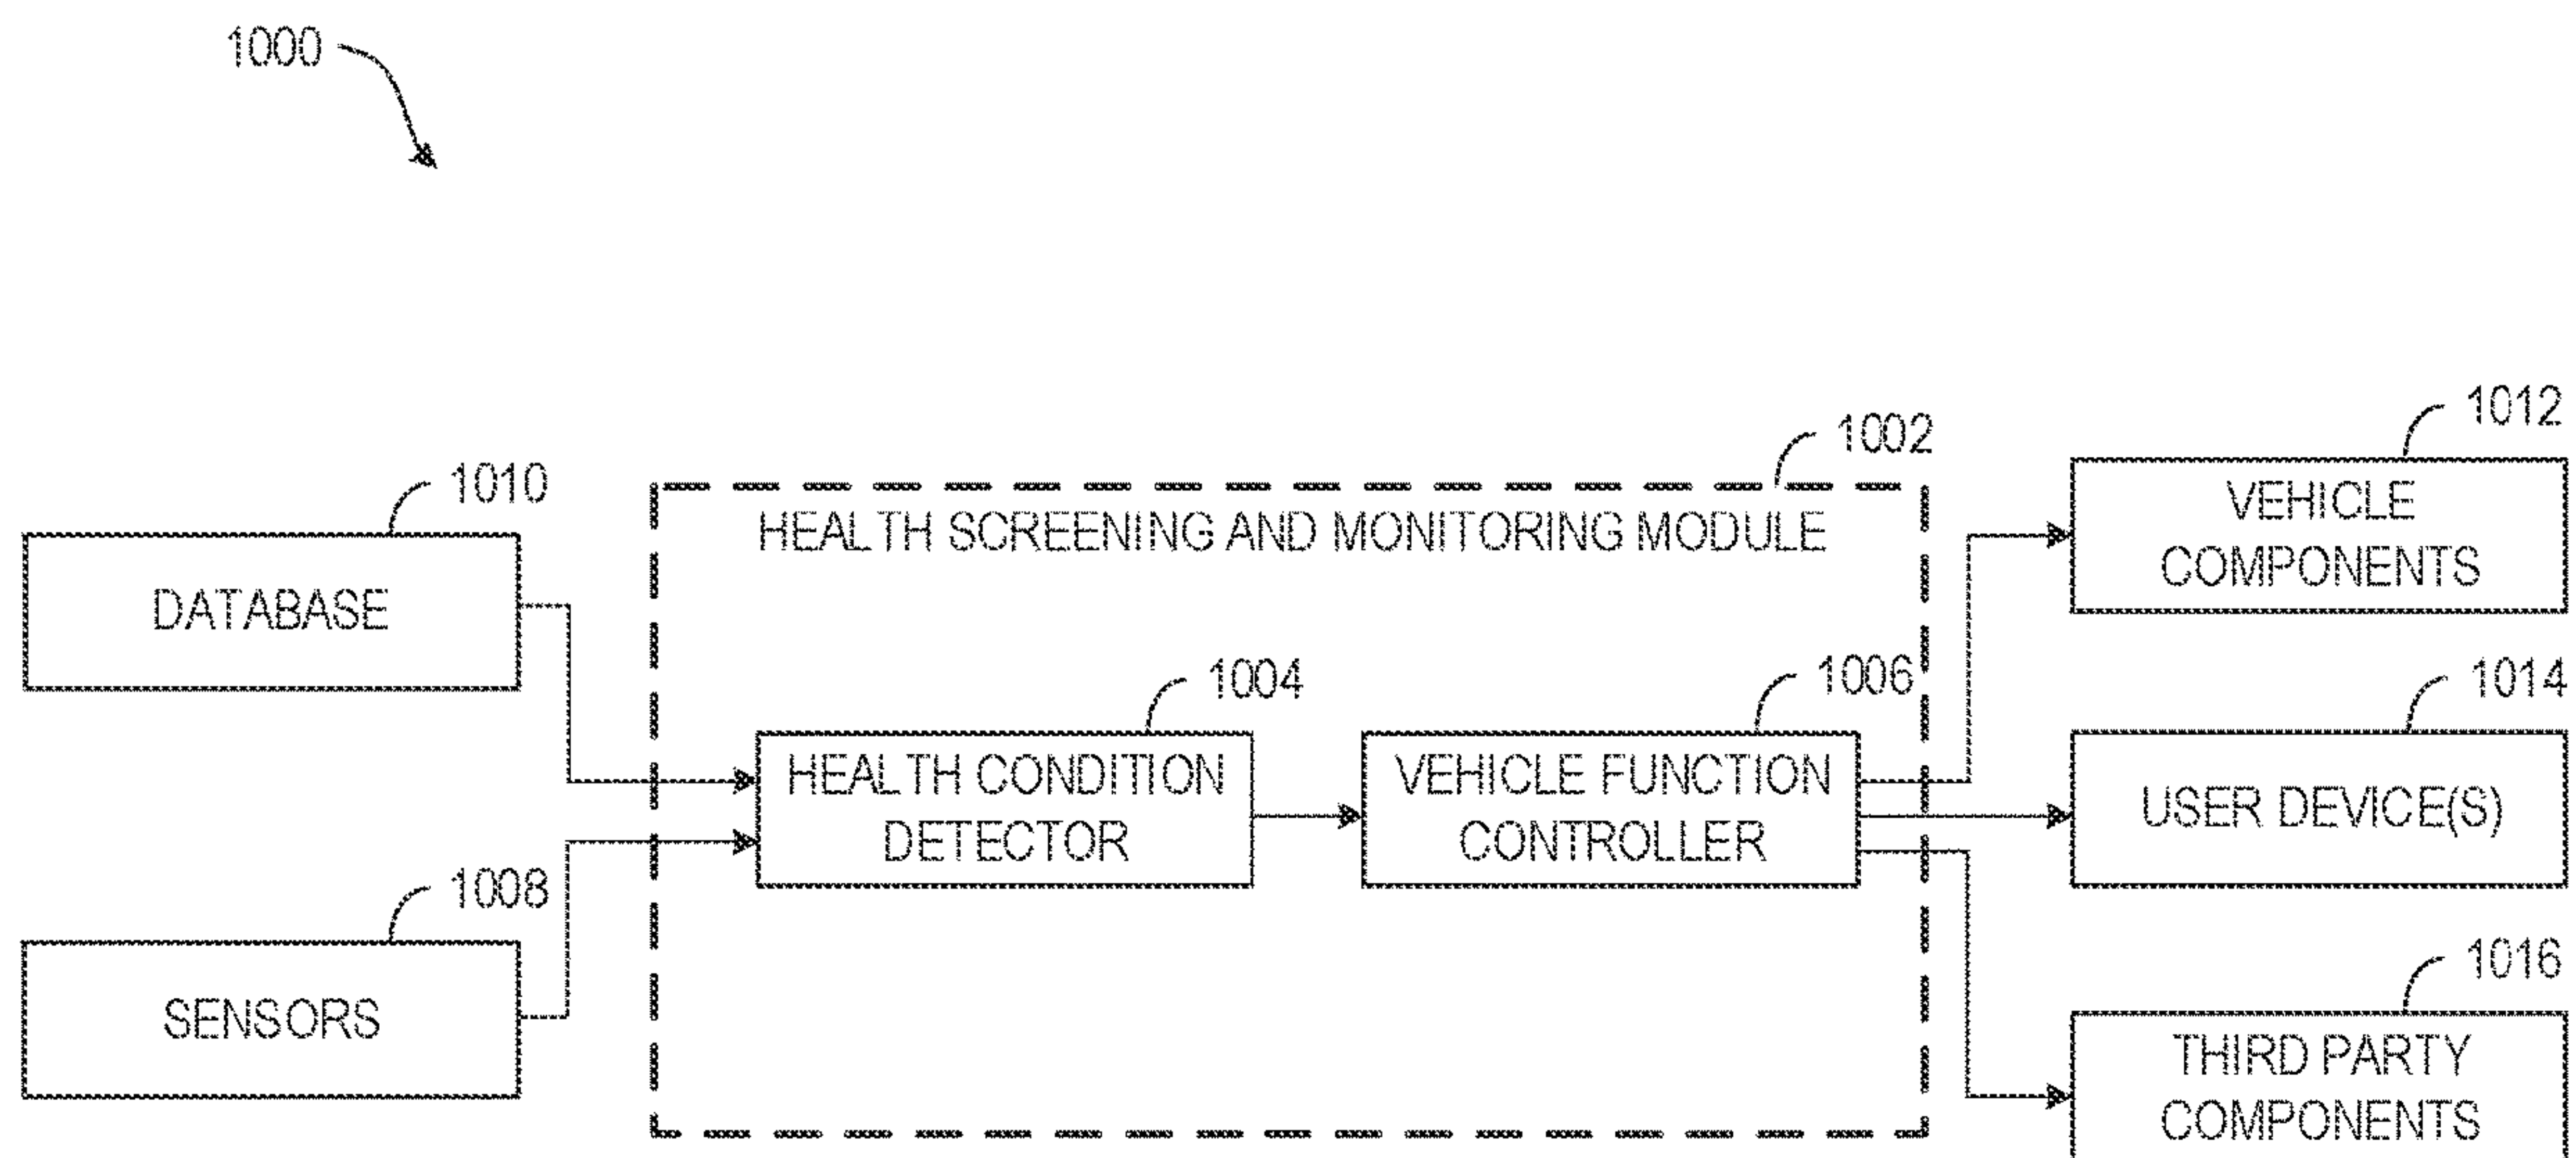 1000
1002
1012
1010
HEALTH SCREENING AND MONITORING MODULE
VEHICLE
COMPONENTS
DATABASE
1004
1006
1014
HEALTH CONDITION
DETECTOR
VEHICLE FUNCTION
CONTROLLER
USER DEVICE(S)
1008
SENSORS
1016
THIRD PARTY
COMPONENTS